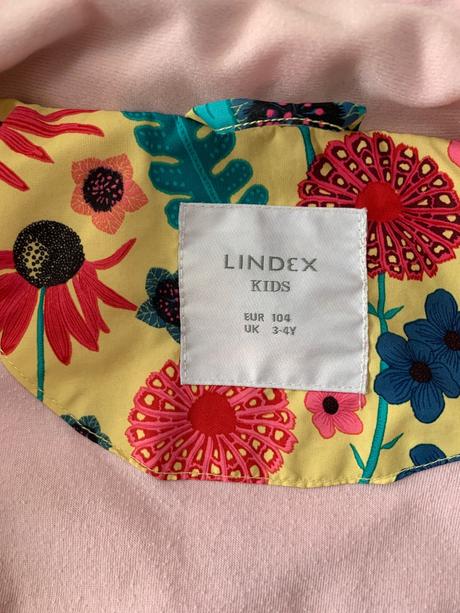 LINDEX
KIDS
EUR 104
UK 3-4Y